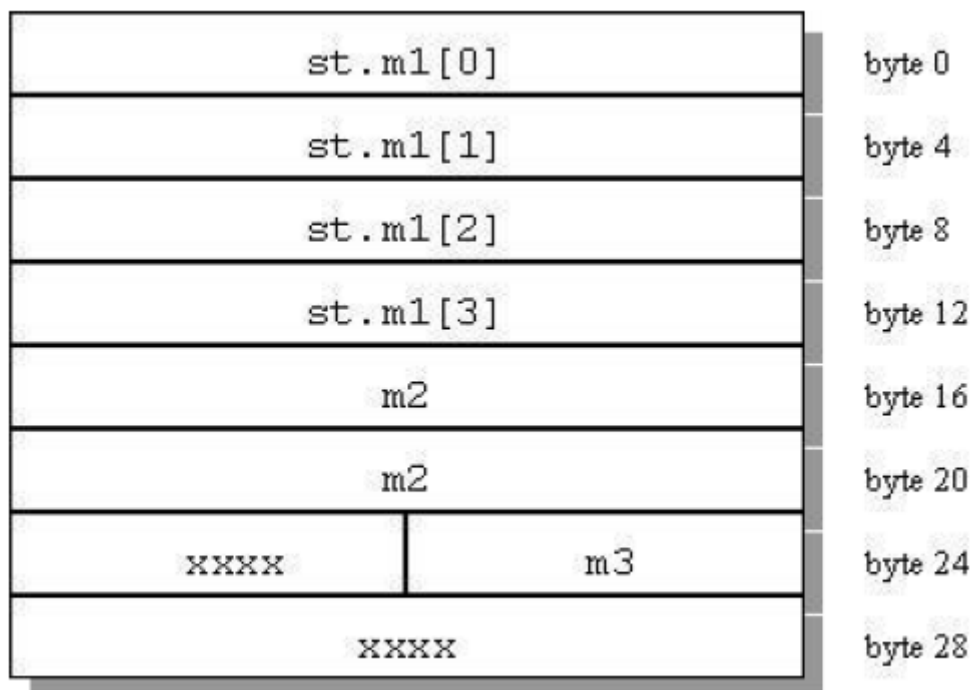 st.m1[0] byte 0
st.m1[1] byte 4
st.m1[2] byte 8
st.m1[3] byte 12
m2 byte 16
m2 byte 20
xxxx m3 byte 24
xxxx byte 28